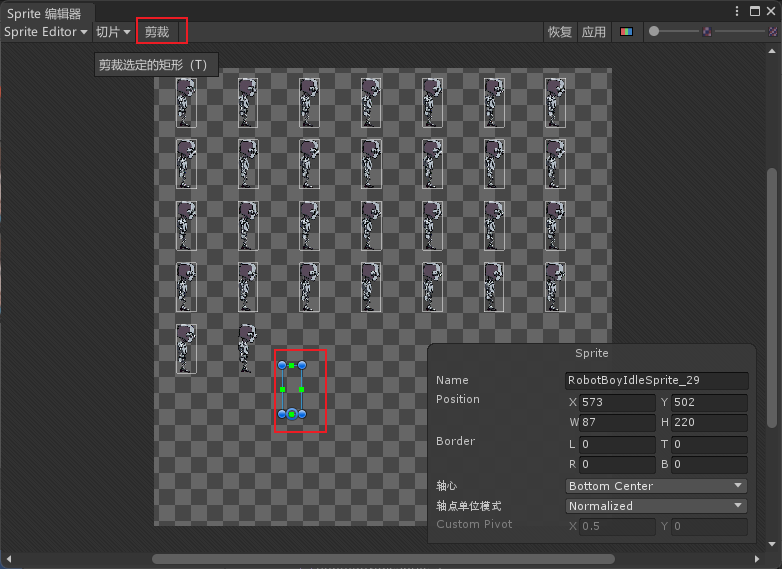 Sprite 编辑器
Sprite Editor 切片 剪裁 恢复 应用
剪裁选定的矩形（T）
Sprite
Name RobotBoyIdleSprite_29
Position X 573 Y 502
W 87 H 220
Border L 0 T 0
R 0 B 0
轴心 Bottom Center
轴点单位模式 Normalized
Custom Pivot X 0.5 Y 0